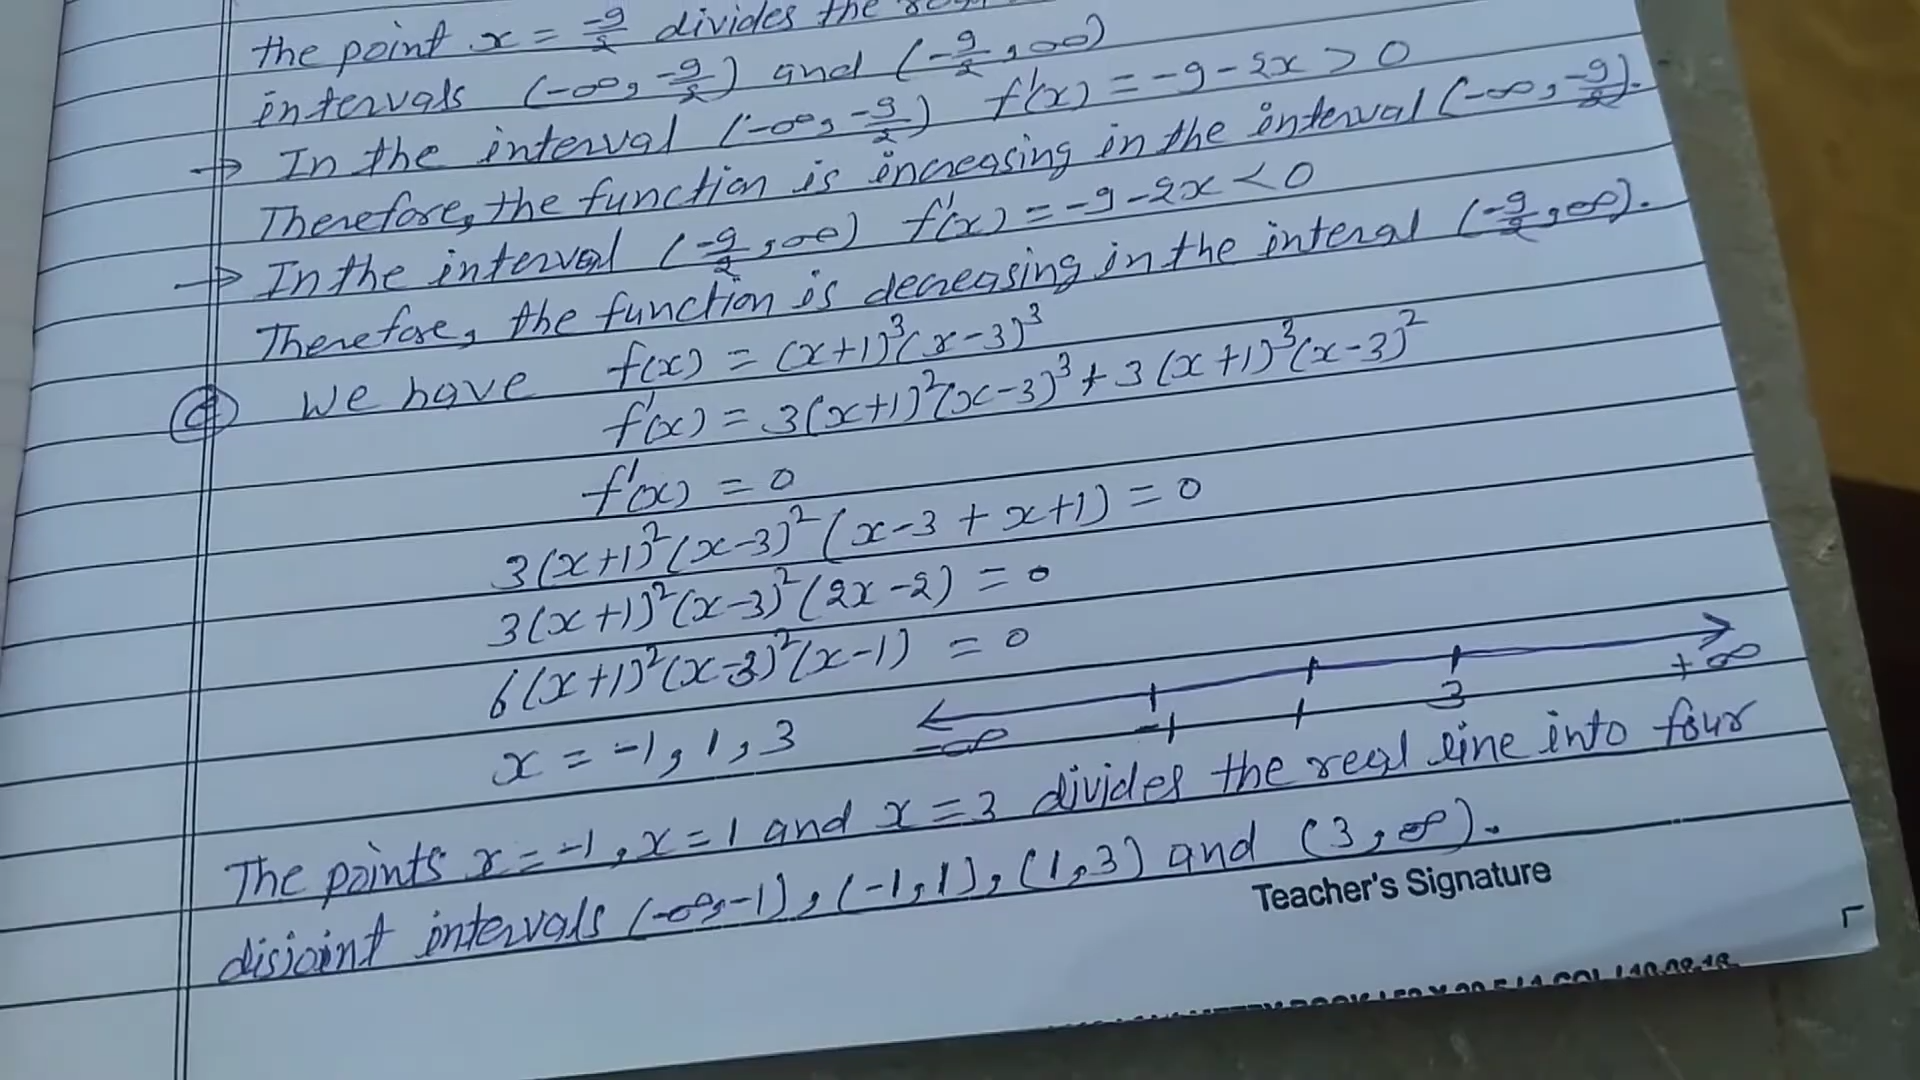 the point x = -9/2 divides the real
intervals (-∞, -9/2) and (-9/2, ∞)
→ In the interval (-∞, -9/2) f'(x) = -9-2x > 0
Therefore, the function is increasing in the interval (-∞, -9/2).
→ In the interval (-9/2, ∞) f'(x) = -9-2x < 0
Therefore, the function is decreasing in the interal (-9/2, ∞).
We have f(x) = (x+1)³(x-3)³
f'(x) = 3(x+1)²(x-3)³ + 3(x+1)³(x-3)²
f'(x) = 0
3(x+1)²(x-3)²(x-3+x+1) = 0
3(x+1)²(x-3)²(2x-2) = 0
6(x+1)²(x-3)²(x-1) = 0
x = -1, 1, 3
-∞ -1 1 3 +∞
The points x = -1, x = 1 and x = 3 divides the real line into four
disjoint intervals (-∞, -1), (-1, 1), (1, 3) and (3, ∞).
Teacher's Signature